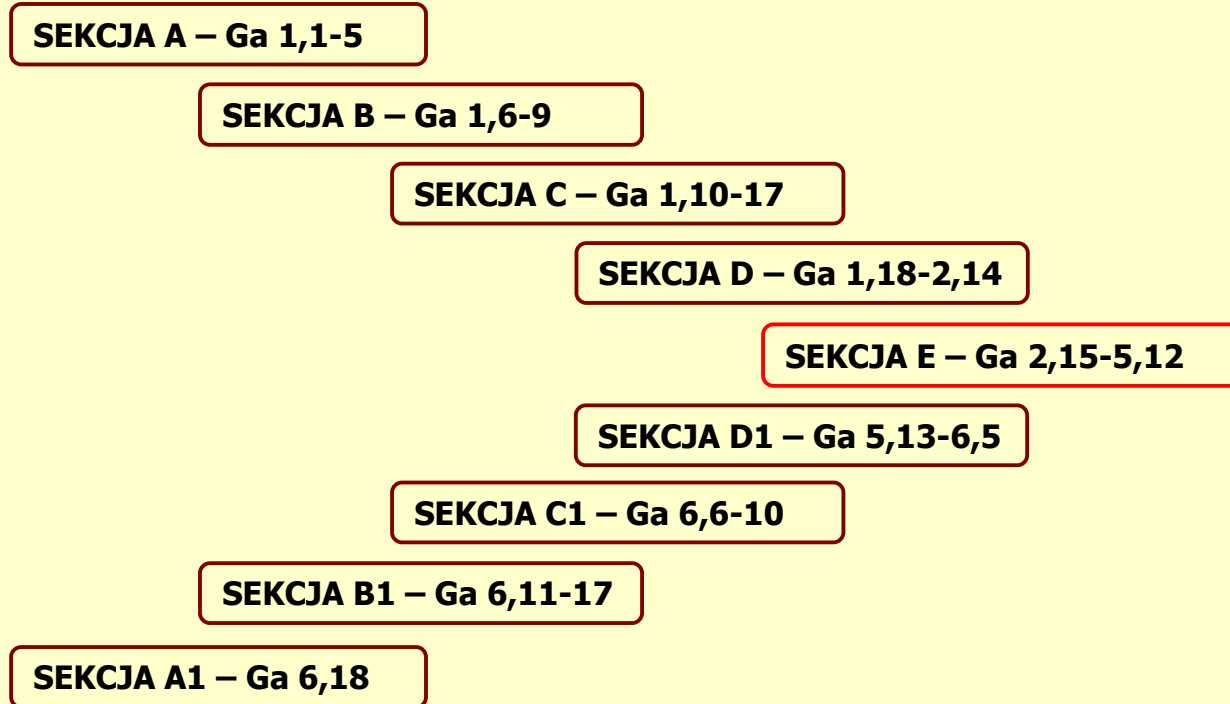 SEKCJA A – Ga 1,1-5
SEKCJA B – Ga 1,6-9
SEKCJA C – Ga 1,10-17
SEKCJA D – Ga 1,18-2,14
SEKCJA E – Ga 2,15-5,12
SEKCJA D1 – Ga 5,13-6,5
SEKCJA C1 – Ga 6,6-10
SEKCJA B1 – Ga 6,11-17
SEKCJA A1 – Ga 6,18